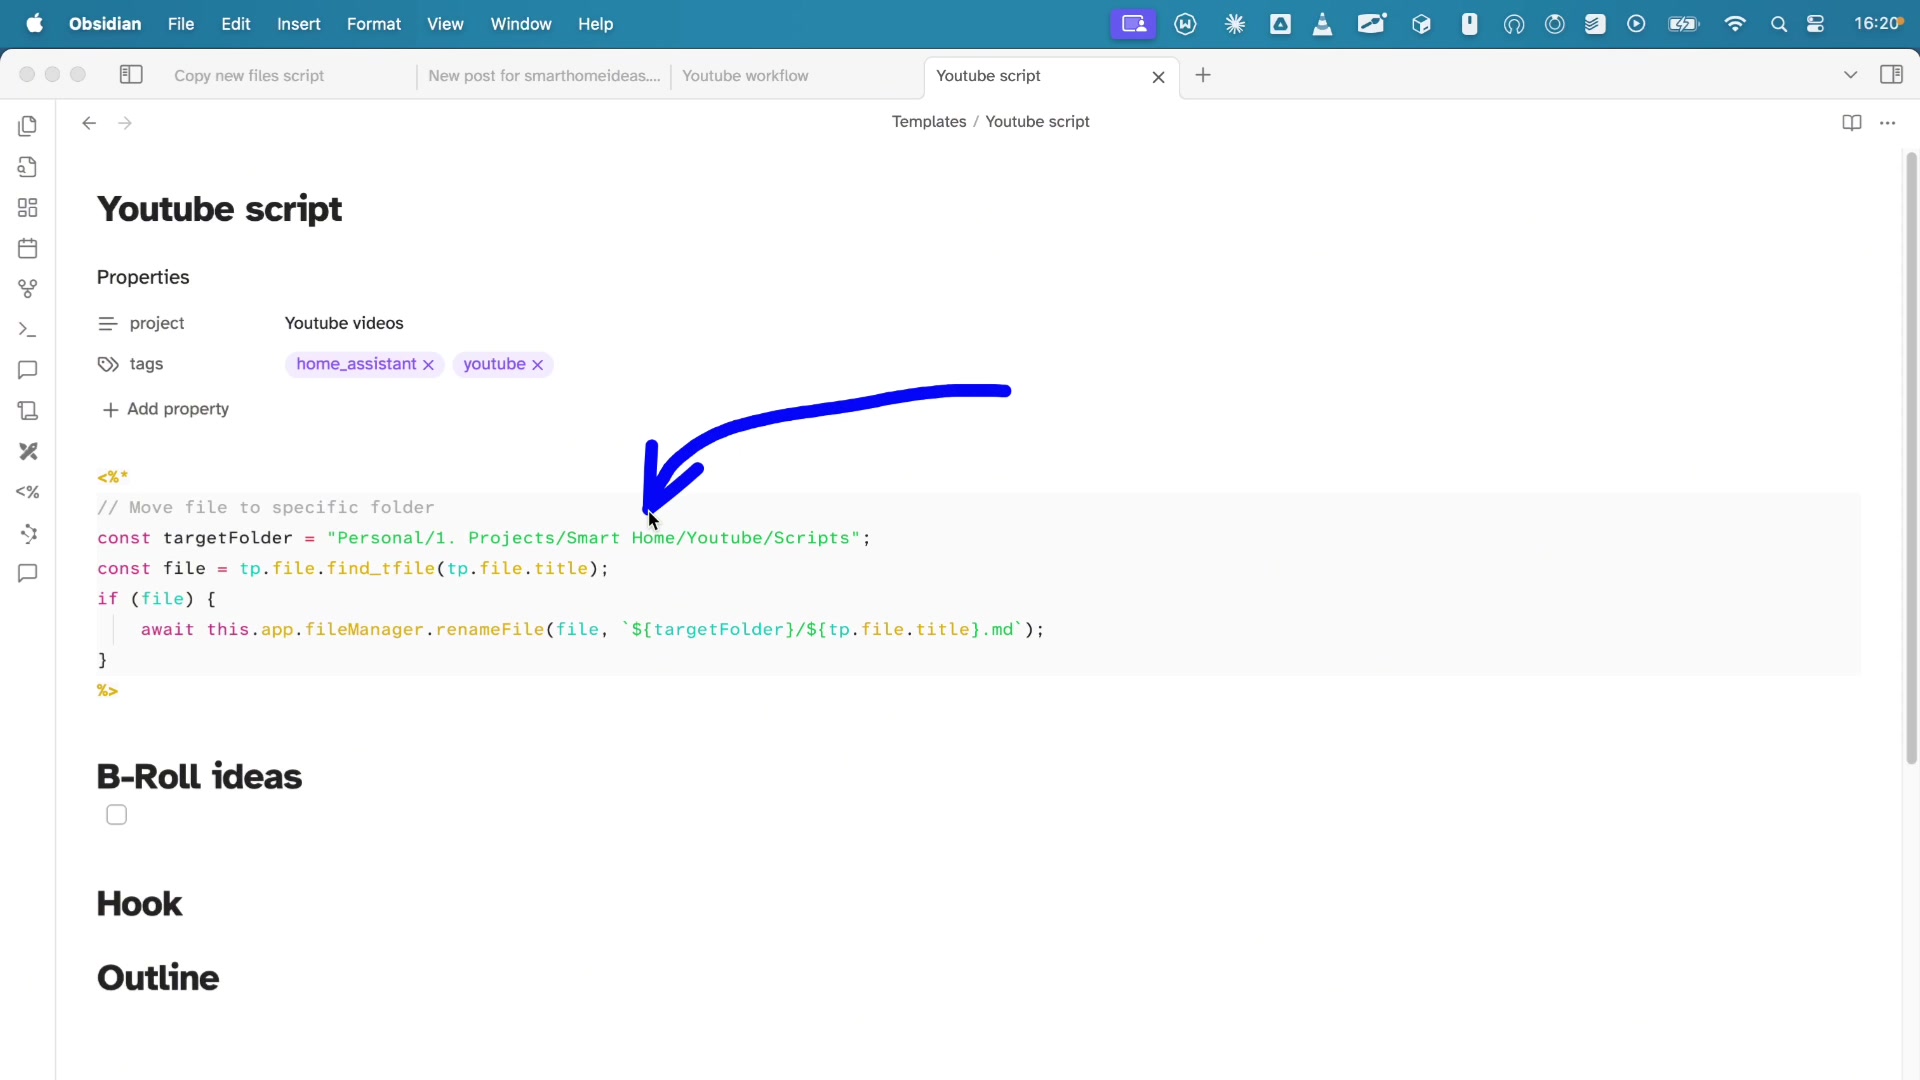 Obsidian File Edit Insert Format View Window Help 16:20
Copy new files script New post for smarthomeideas.... Youtube workflow Youtube script
Templates / Youtube script
Youtube script
Properties
project Youtube videos
tags home_assistant youtube
Add property
<%*
// Move file to specific folder
const targetFolder = "Personal/1. Projects/Smart Home/Youtube/Scripts";
const file = tp.file.find_tfile(tp.file.title);
if (file) {
await this.app.fileManager.renameFile(file, `${targetFolder}/${tp.file.title}.md`);
}
%>
B-Roll ideas
Hook
Outline